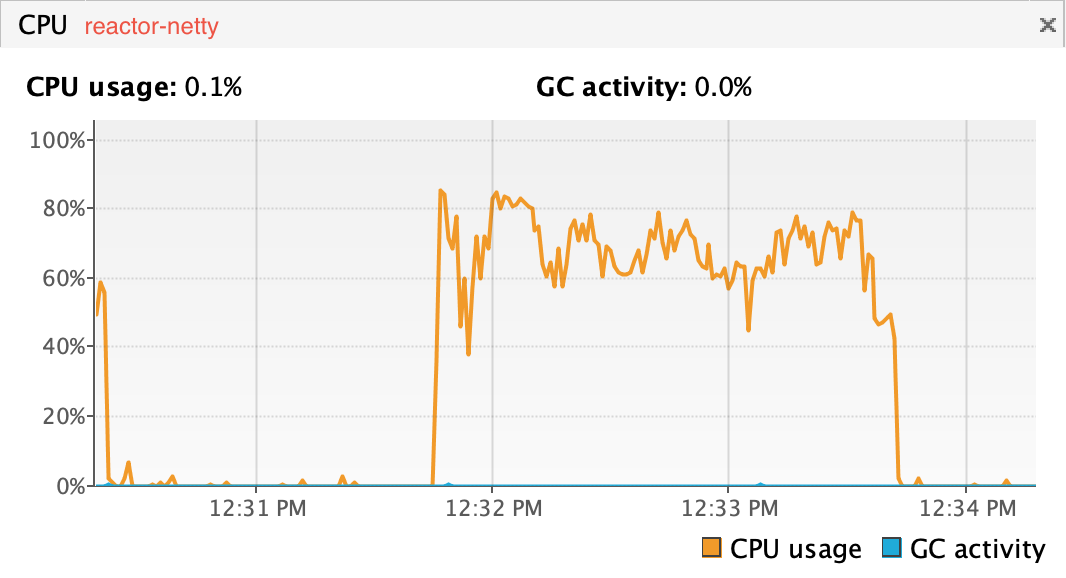 CPU reactor-netty
CPU usage: 0.1% GC activity: 0.0%
100%
80%
60%
40%
20%
0%
12:31 PM 12:32 PM 12:33 PM 12:34 PM
CPU usage GC activity